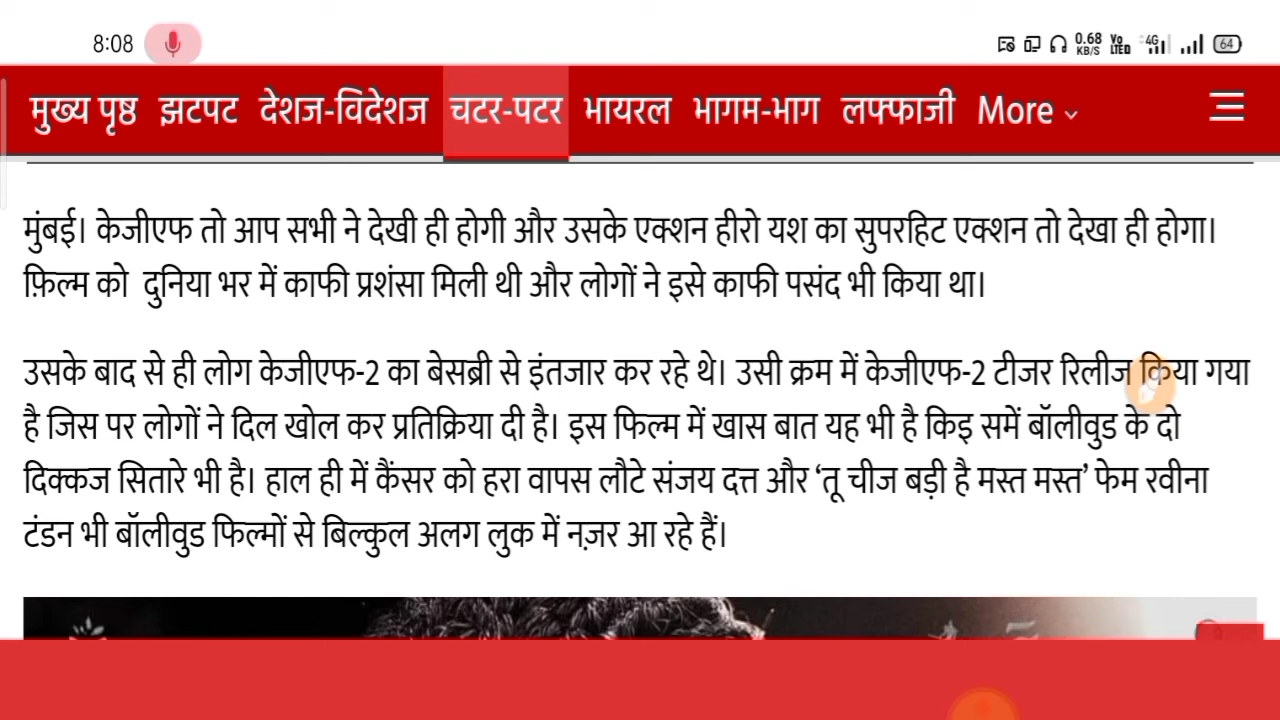 8:08 0.68 KB/S Vo LTED 4G 64
मुख्य पृष्ठ झटपट देशज-विदेशज चटर-पटर भायरल भागम-भाग लफ्फाजी More
मुंबई। केजीएफ तो आप सभी ने देखी ही होगी और उसके एक्शन हीरो यश का सुपरहिट एक्शन तो देखा ही होगा।
फ़िल्म को दुनिया भर में काफी प्रशंसा मिली थी और लोगों ने इसे काफी पसंद भी किया था।
उसके बाद से ही लोग केजीएफ-2 का बेसब्री से इंतजार कर रहे थे। उसी क्रम में केजीएफ-2 टीजर रिलीज किया गया
है जिस पर लोगों ने दिल खोल कर प्रतिक्रिया दी है। इस फिल्म में खास बात यह भी है किइ समें बॉलीवुड के दो
दिक्कज सितारे भी है। हाल ही में कैंसर को हरा वापस लौटे संजय दत्त और ‘तू चीज बड़ी है मस्त मस्त’ फेम रवीना
टंडन भी बॉलीवुड फिल्मों से बिल्कुल अलग लुक में नज़र आ रहे हैं।